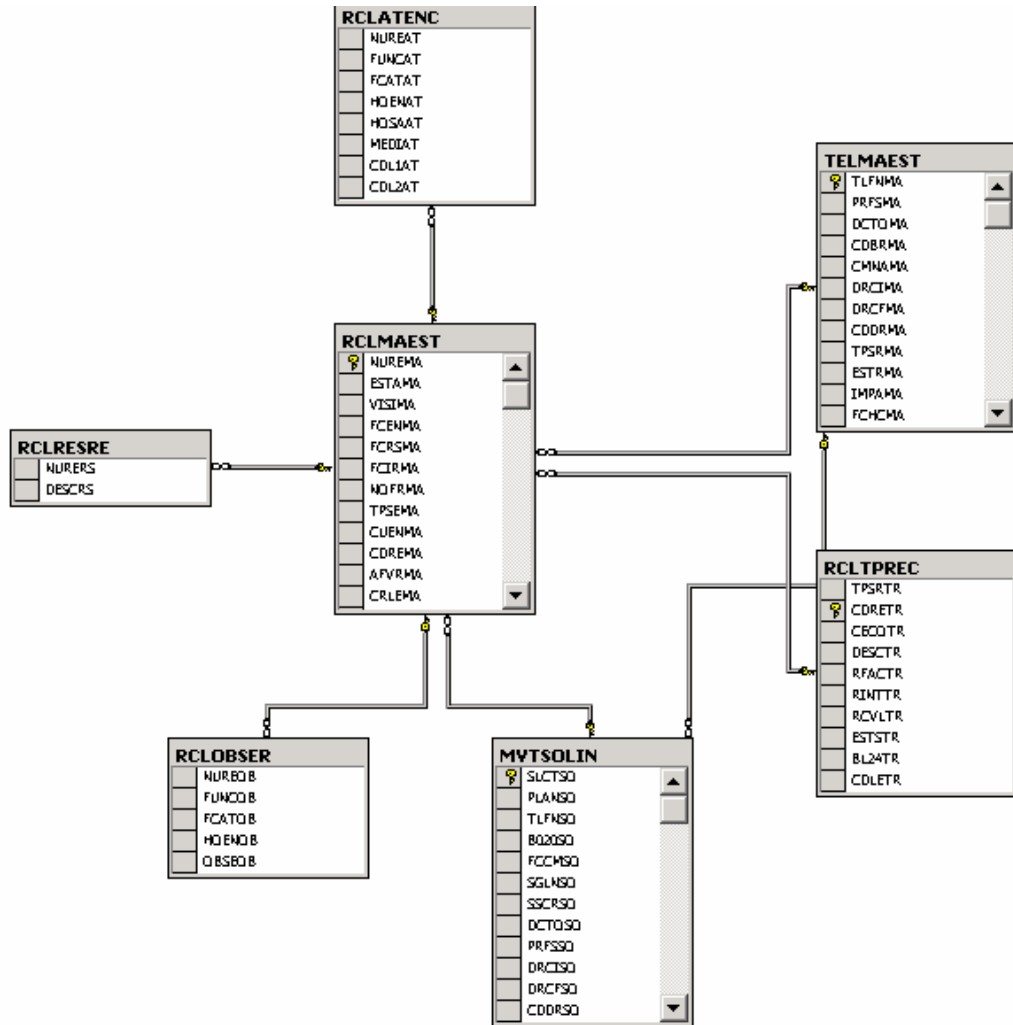 RCLATENC
NUREAT
FUNCAT
FCATAT
HOENAT
HOSAAT
MEDIAT
CDL1AT
CDL2AT
TELMAEST
TLFNMA
PRFSMA
DCTOMA
CDBRMA
CMNAMA
DRCIMA
DRCFMA
CDDRMA
TPSRMA
ESTRMA
IMPAMA
FCHCMA
RCLMAEST
NUREMA
ESTAMA
VISIMA
FCENMA
FCRSMA
FCIRMA
NOFRMA
TPSEMA
CUENMA
CDREMA
AFVRMA
CRLEMA
RCLRESRE
NURERS
DESCRS
RCLTPREC
TPSRTR
CDRETR
CECOTR
DESCTR
RFACTR
RINTTR
RCVLTR
ESTSTR
BL24TR
CDLETR
RCLOBSER
NUREOB
FUNCOB
FCATOB
HOENOB
OBSEOB
MVTSOLIN
SLCTSO
PLANSO
TLFNSO
BO20SO
FCCMSO
SGLNSO
SSCRSO
DCTOSO
PRFSSO
DRCISO
DRCFSO
CDDRSO